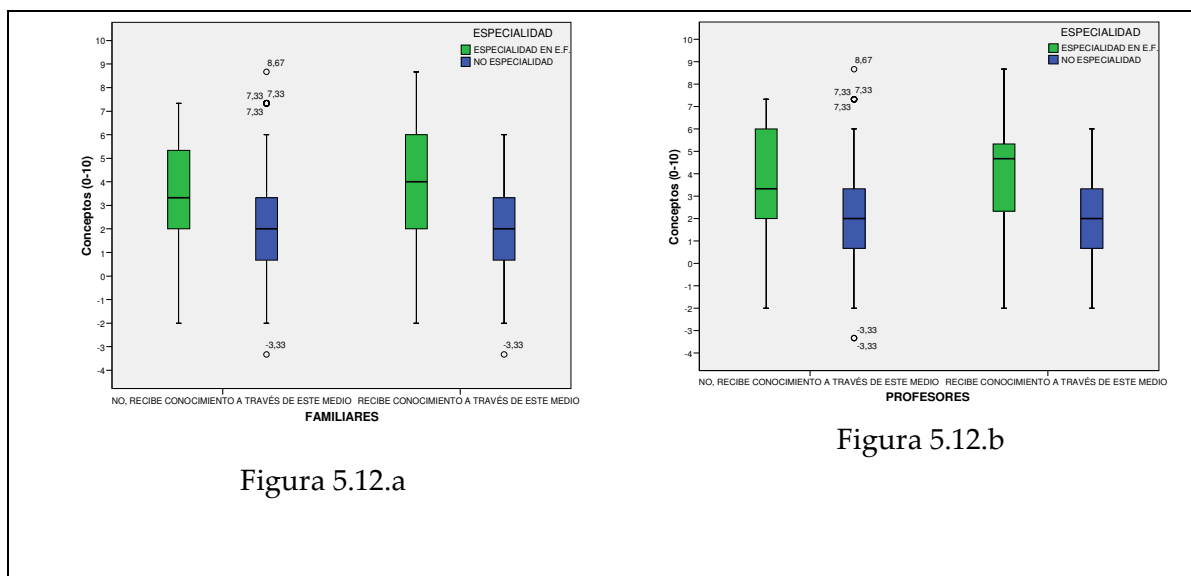 ESPECIALIDAD
ESPECIALIDAD EN E.F.
NO ESPECIALIDAD
10
9
8
7
6
5
4
3
2
1
0
-1
-2
-3
-4
Conceptos (0-10)
8,67
7,33 7,33
7,33
-3,33
-3,33
NO, RECIBE CONOCIMIENTO A TRAVÉS DE ESTE MEDIO RECIBE CONOCIMIENTO A TRAVÉS DE ESTE MEDIO
FAMILIARES
Figura 5.12.a
ESPECIALIDAD
ESPECIALIDAD EN E.F.
NO ESPECIALIDAD
10
9
8
7
6
5
4
3
2
1
0
-1
-2
-3
-4
Conceptos (0-10)
8,67
7,33 7,33
7,33
-3,33
-3,33
NO, RECIBE CONOCIMIENTO A TRAVÉS DE ESTE MEDIO RECIBE CONOCIMIENTO A TRAVÉS DE ESTE MEDIO
PROFESORES
Figura 5.12.b